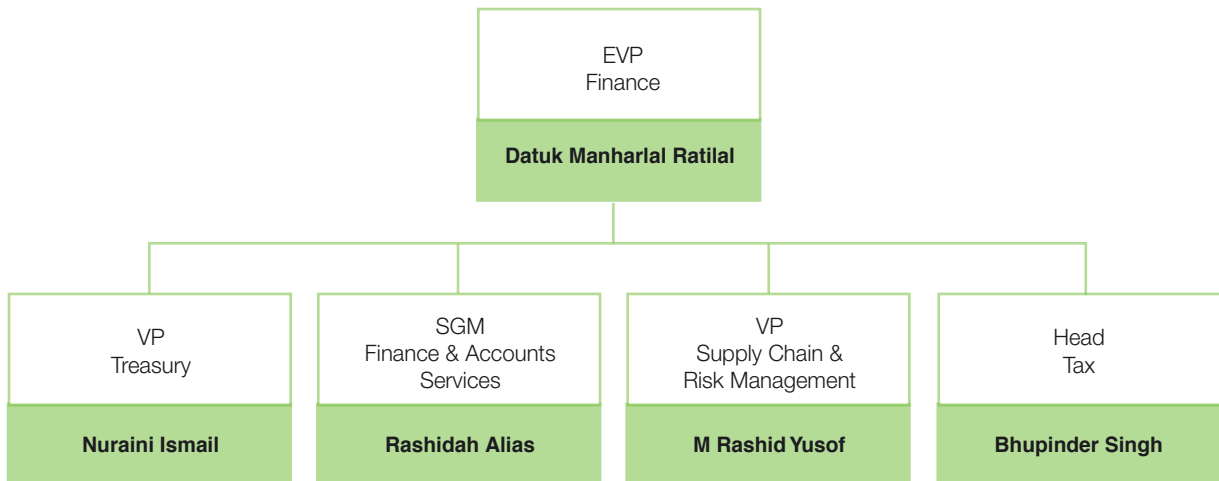 EVP
Finance
Datuk Manharlal Ratilal
VP
Treasury
Nuraini Ismail
SGM
Finance & Accounts
Services
Rashidah Alias
VP
Supply Chain &
Risk Management
M Rashid Yusof
Head
Tax
Bhupinder Singh